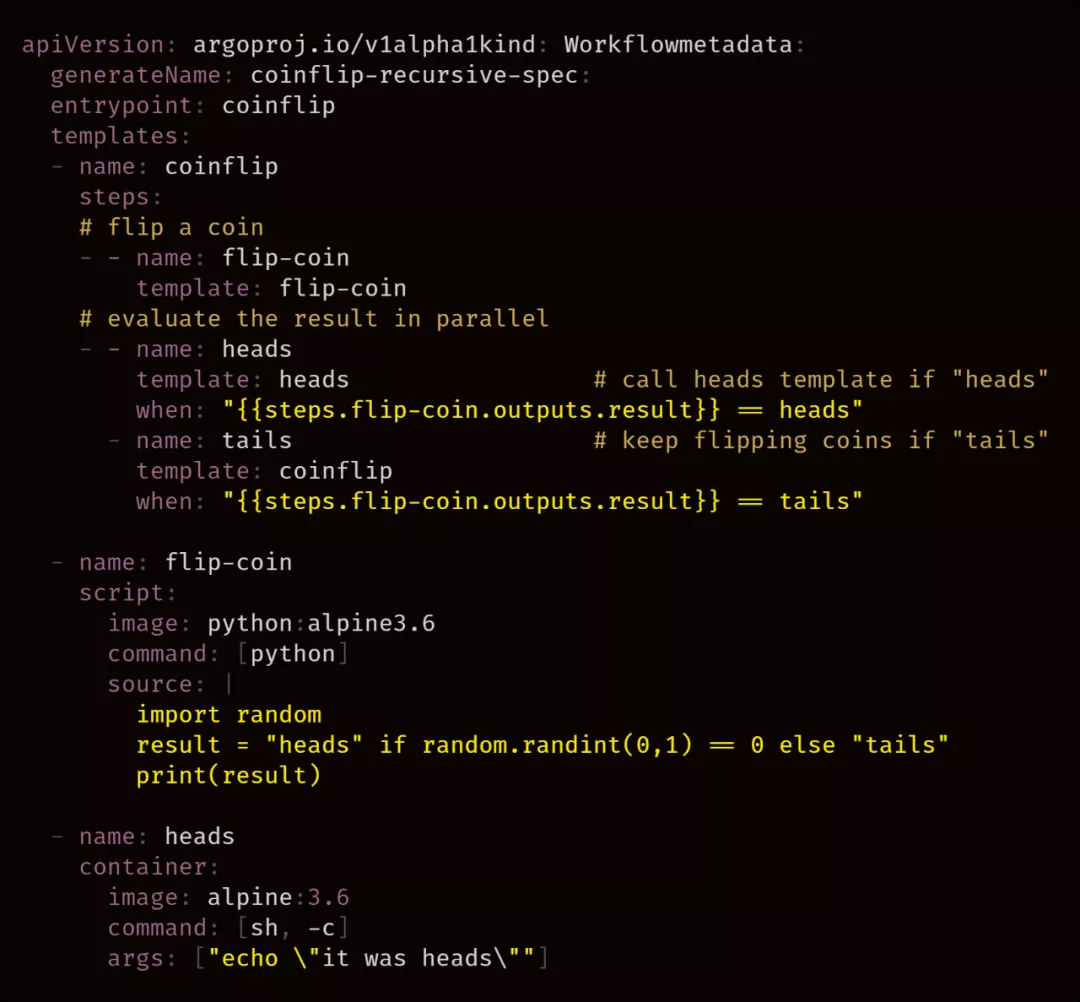 apiVersion: argoproj.io/v1alpha1kind: Workflowmetadata:
  generateName: coinflip-recursive-spec:
  entrypoint: coinflip
  templates:
  - name: coinflip
    steps:
    # flip a coin
    - - name: flip-coin
        template: flip-coin
    # evaluate the result in parallel
    - - name: heads
        template: heads                 # call heads template if "heads"
        when: "{{steps.flip-coin.outputs.result}} == heads"
      - name: tails                     # keep flipping coins if "tails"
        template: coinflip
        when: "{{steps.flip-coin.outputs.result}} == tails"

  - name: flip-coin
    script:
      image: python:alpine3.6
      command: [python]
      source: |
        import random
        result = "heads" if random.randint(0,1) == 0 else "tails"
        print(result)

  - name: heads
    container:
      image: alpine:3.6
      command: [sh, -c]
      args: ["echo \"it was heads\""]